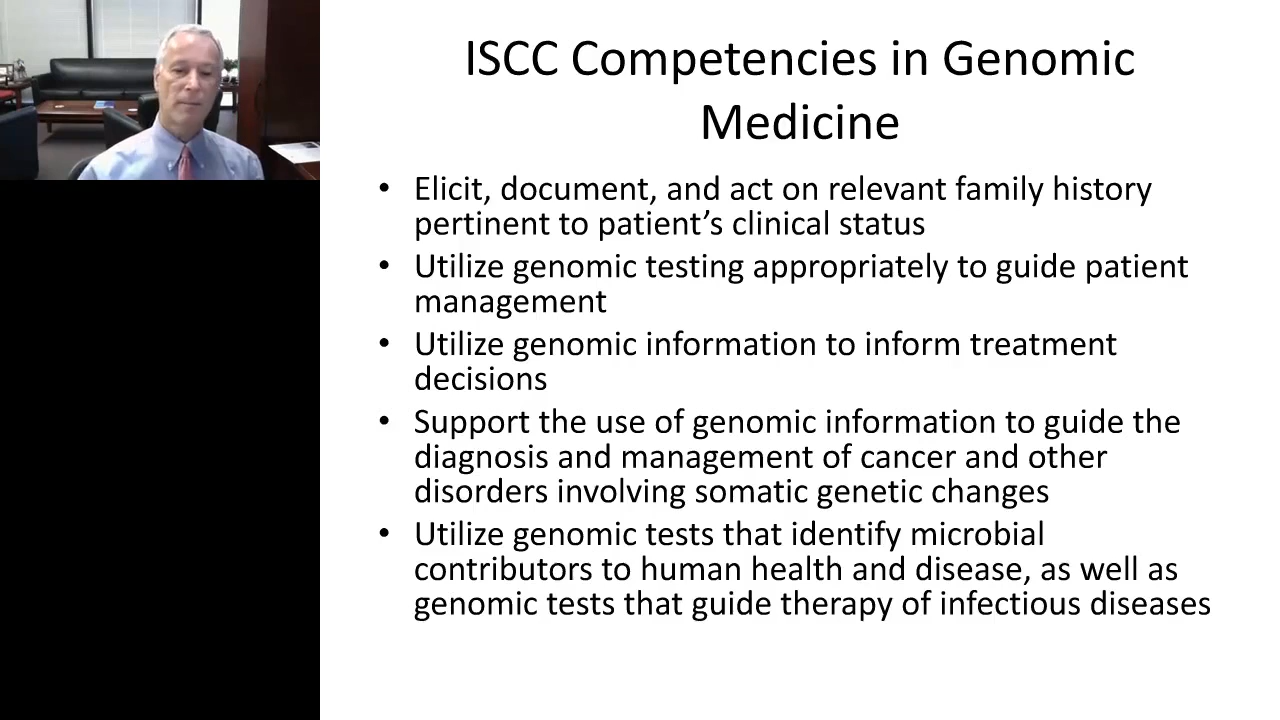 ISCC Competencies in Genomic
Medicine
• Elicit, document, and act on relevant family history
pertinent to patient’s clinical status
• Utilize genomic testing appropriately to guide patient
management
• Utilize genomic information to inform treatment
decisions
• Support the use of genomic information to guide the
diagnosis and management of cancer and other
disorders involving somatic genetic changes
• Utilize genomic tests that identify microbial
contributors to human health and disease, as well as
genomic tests that guide therapy of infectious diseases